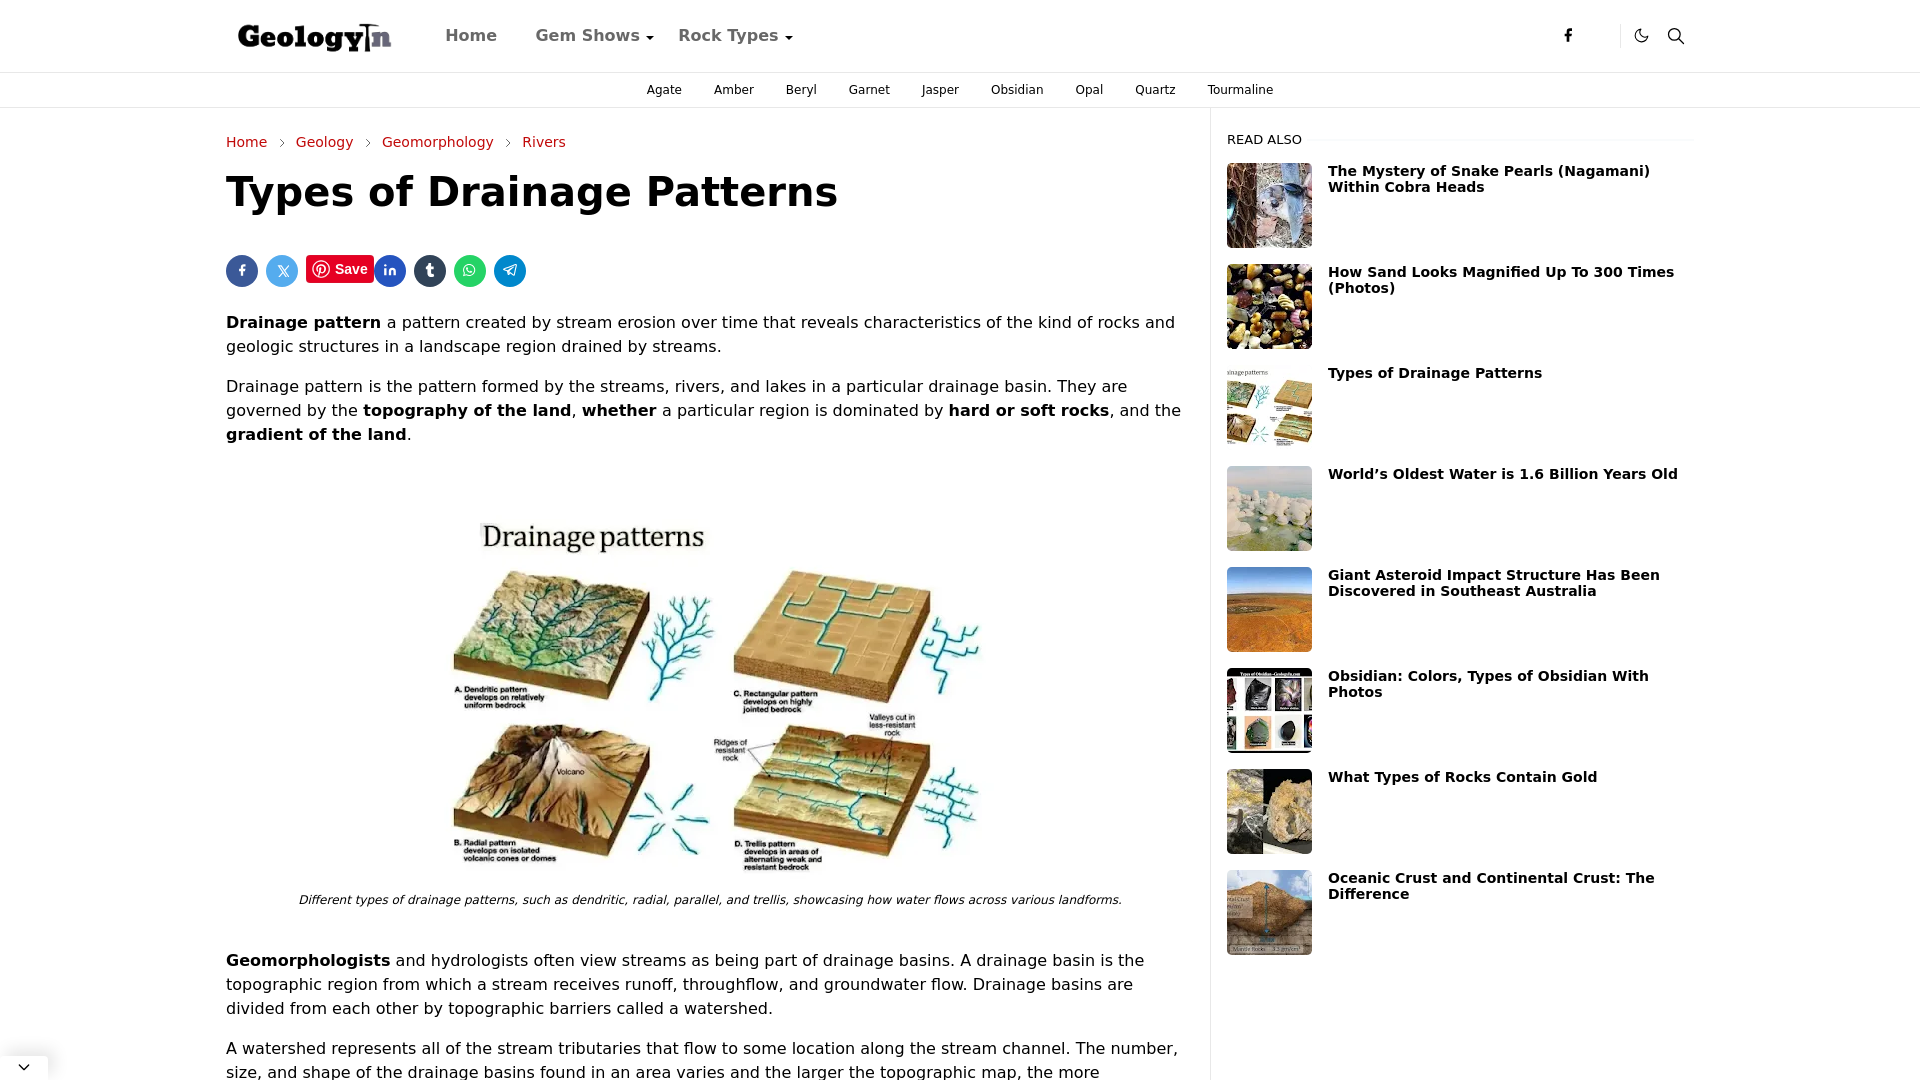 GeologyIn
Home
Gem Shows
Rock Types
Agate
Amber
Beryl
Garnet
Jasper
Obsidian
Opal
Quartz
Tourmaline
Home
Geology
Geomorphology
Rivers
Types of Drainage Patterns
Save
Drainage pattern a pattern created by stream erosion over time that reveals characteristics of the kind of rocks and
geologic structures in a landscape region drained by streams.
Drainage pattern is the pattern formed by the streams, rivers, and lakes in a particular drainage basin. They are
governed by the topography of the land, whether a particular region is dominated by hard or soft rocks, and the
gradient of the land.
Drainage patterns
A. Dendritic pattern
develops on relatively
uniform bedrock
C. Rectangular pattern
develops on highly
jointed bedrock
Volcano
B. Radial pattern
develops on isolated
volcanic cones or domes
Ridges of
resistant
rock
Valleys cut in
less-resistant
rock
D. Trellis pattern
develops in areas of
alternating weak and
resistant bedrock
Different types of drainage patterns, such as dendritic, radial, parallel, and trellis, showcasing how water flows across various landforms.
Geomorphologists and hydrologists often view streams as being part of drainage basins. A drainage basin is the
topographic region from which a stream receives runoff, throughflow, and groundwater flow. Drainage basins are
divided from each other by topographic barriers called a watershed.
A watershed represents all of the stream tributaries that flow to some location along the stream channel. The number,
size, and shape of the drainage basins found in an area varies and the larger the topographic map, the more
READ ALSO
The Mystery of Snake Pearls (Nagamani)
Within Cobra Heads
How Sand Looks Magnified Up To 300 Times
(Photos)
Types of Drainage Patterns
World’s Oldest Water is 1.6 Billion Years Old
Giant Asteroid Impact Structure Has Been
Discovered in Southeast Australia
Obsidian: Colors, Types of Obsidian With
Photos
What Types of Rocks Contain Gold
Oceanic Crust and Continental Crust: The
Difference